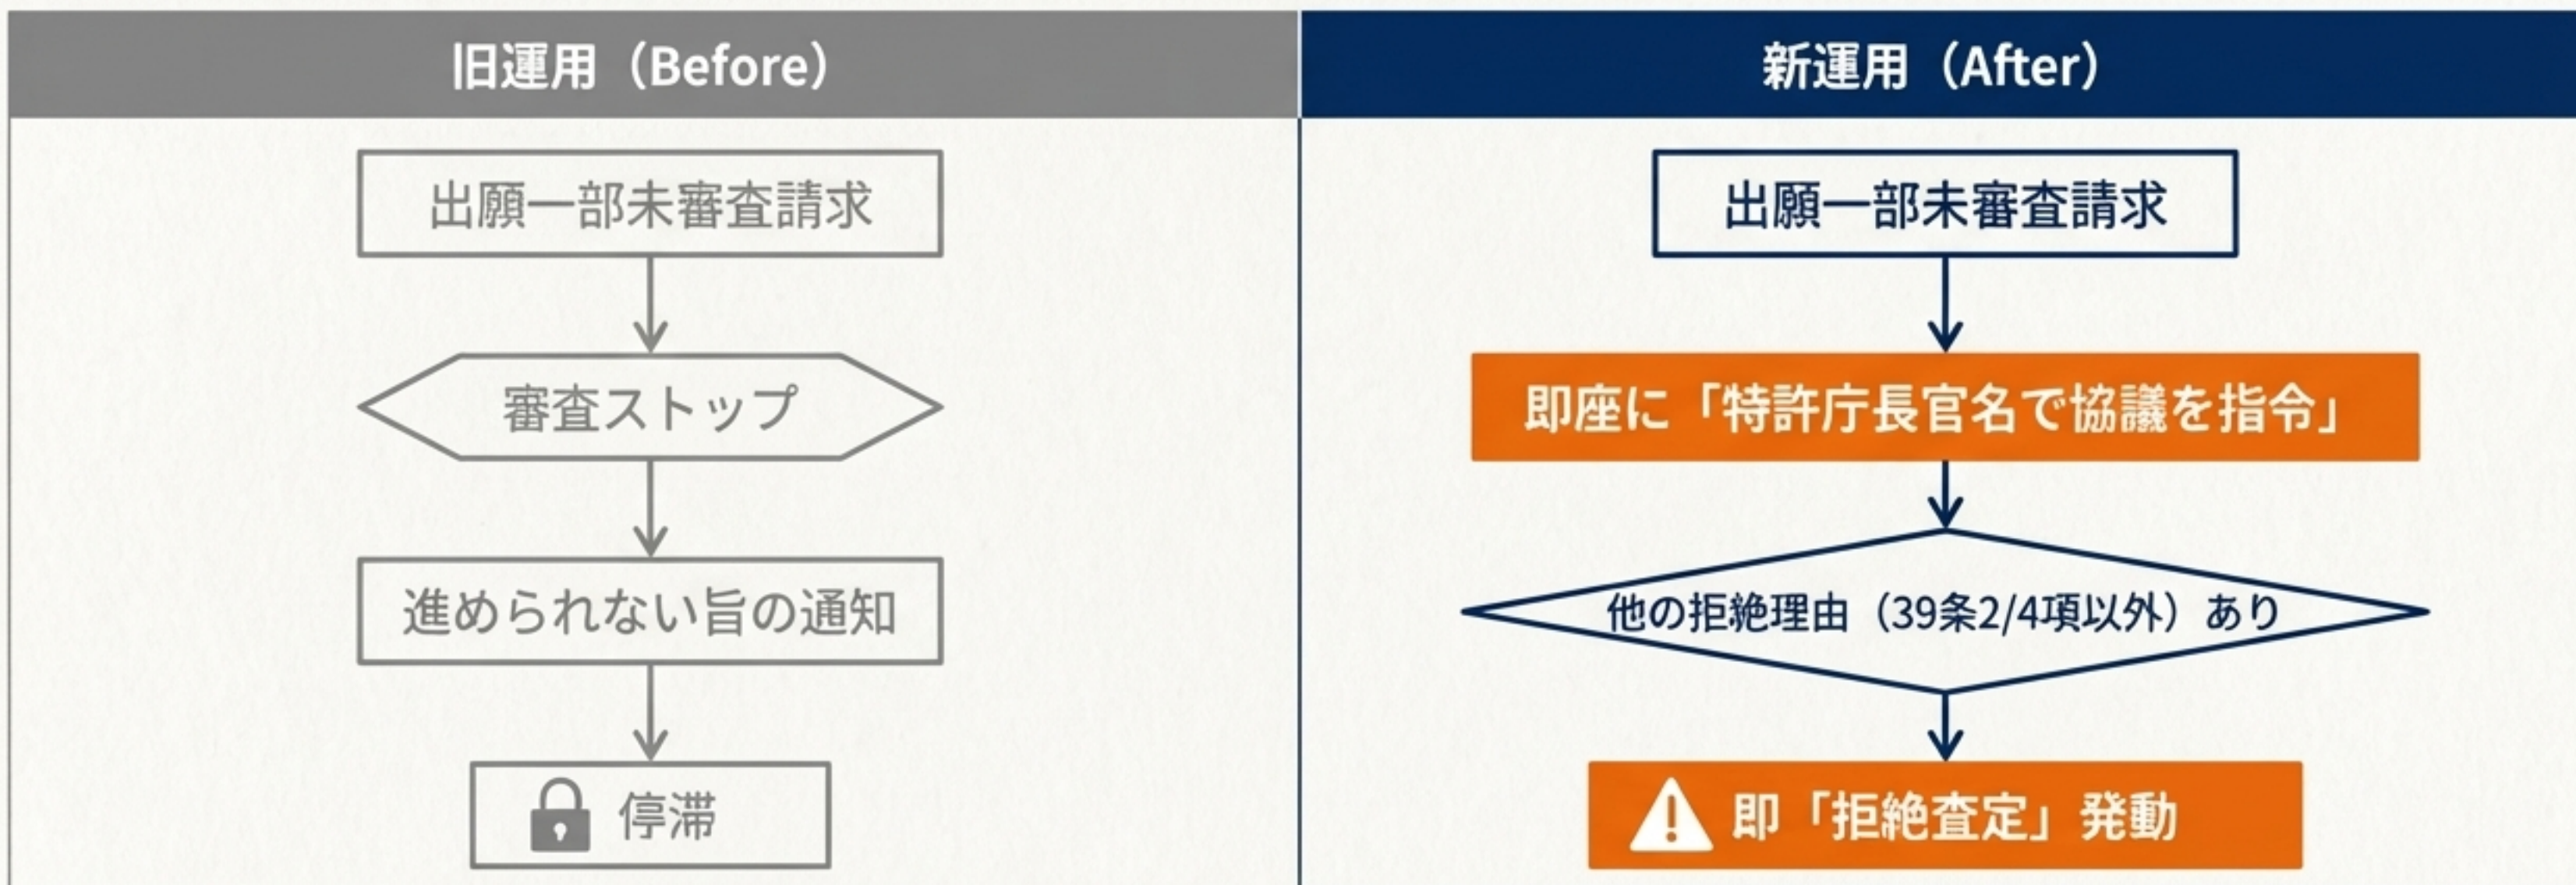 旧運用（Before）
出願一部未審査請求
審査ストップ
進められない旨の通知
停滞
新運用（After）
出願一部未審査請求
即座に「特許庁長官名で協議を指令」
他の拒絶理由（39条2/4項以外）あり
即「拒絶査定」発動